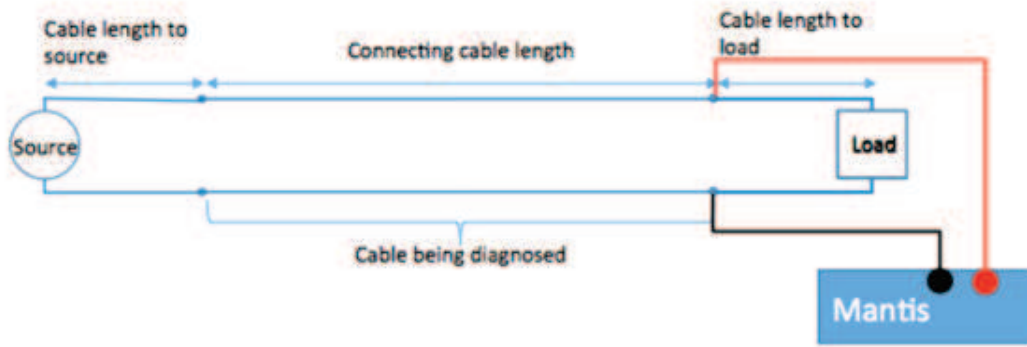 Cable length to
source
Connecting cable length
Cable length to
load
Source
Load
Cable being diagnosed
Mantis